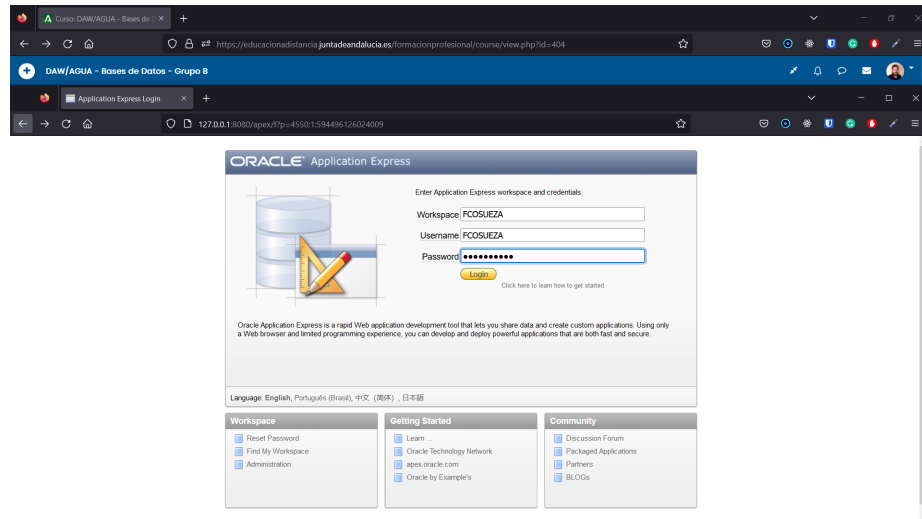 Curso: DAW/AGUA - Bases de D
https://educacionadistancia.juntadeandalucia.es/formacionprofesional/course/view.php?id=404
DAW/AGUA - Bases de Datos - Grupo B
Application Express Login
127.0.0.1:8080/apex/f?p=4550:1:594496126024009
ORACLE Application Express
Enter Application Express workspace and credentials.
Workspace FCOSUEZA
Username FCOSUEZA
Password ••••••••••
Login
Click here to learn how to get started
Oracle Application Express is a rapid Web application development tool that lets you share data and create custom applications. Using only
a Web browser and limited programming experience, you can develop and deploy powerful applications that are both fast and secure.
Language: English, Português (Brasil), 中文 (简体) , 日本語
Workspace
Reset Password
Find My Workspace
Administration
Getting Started
Learn ...
Oracle Technology Network
apex.oracle.com
Oracle by Example's
Community
Discussion Forum
Packaged Applications
Partners
BLOGs